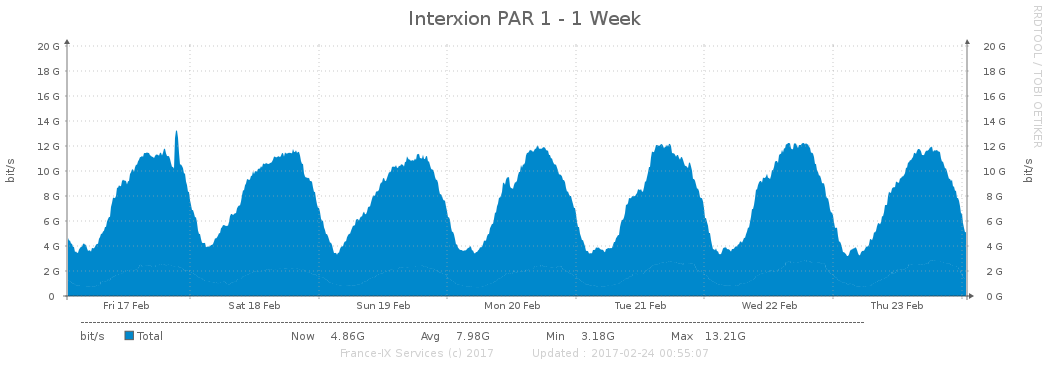 Interxion PAR 1 - 1 Week
RRDTOOL / TOBI OETIKER
bit/s
20 G
18 G
16 G
14 G
12 G
10 G
8 G
6 G
4 G
2 G
0
20 G
18 G
16 G
14 G
12 G
10 G
8 G
6 G
4 G
2 G
0 G
bit/s
Fri 17 Feb Sat 18 Feb Sun 19 Feb Mon 20 Feb Tue 21 Feb Wed 22 Feb Thu 23 Feb
bit/s Total Now 4.86G Avg 7.98G Min 3.18G Max 13.21G
France-IX Services (c) 2017 Updated : 2017-02-24 00:55:07